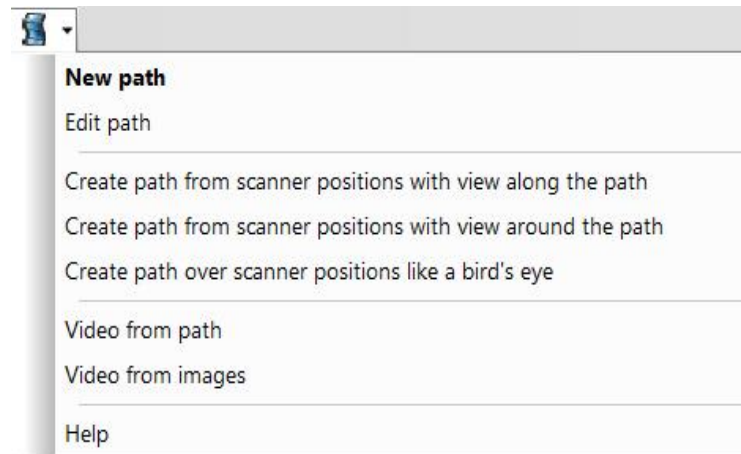 New path
Edit path
Create path from scanner positions with view along the path
Create path from scanner positions with view around the path
Create path over scanner positions like a bird's eye
Video from path
Video from images
Help